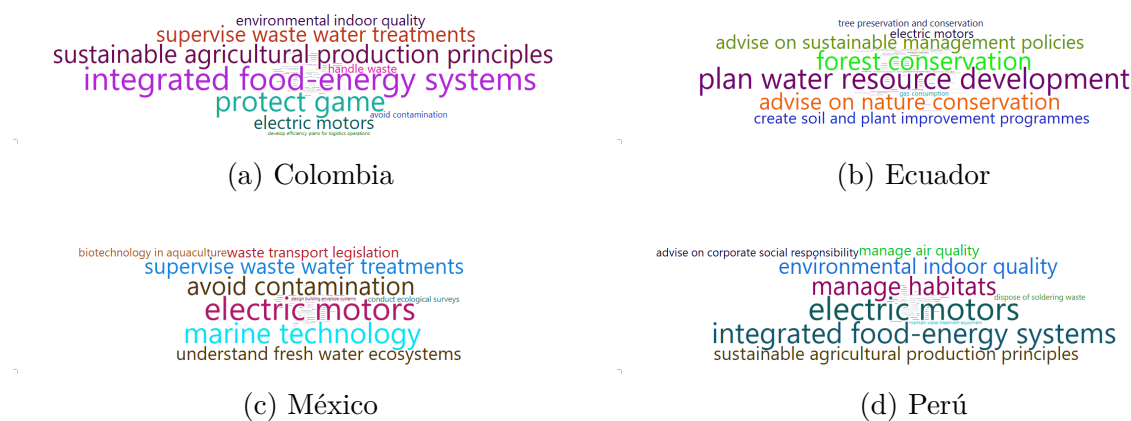 environmental indoor quality
supervise waste water treatments
sustainable agricultural production principles
handle waste
integrated food-energy systems
protect game
avoid contamination
electric motors
develop efficiency plans for logistics operations
(a) Colombia
tree preservation and conservation
electric motors
advise on sustainable management policies
forest conservation
plan water resource development
gas consumption
advise on nature conservation
create soil and plant improvement programmes
(b) Ecuador
biotechnology in aquaculture waste transport legislation
supervise waste water treatments
avoid contamination
design building envelope systems conduct ecological surveys
electric motors
marine technology
understand fresh water ecosystems
(c) México
advise on corporate social responsibility manage air quality
environmental indoor quality
manage habitats
dispose of soldering waste
electric motors
maintain water treatment equipment
integrated food-energy systems
sustainable agricultural production principles
(d) Perú